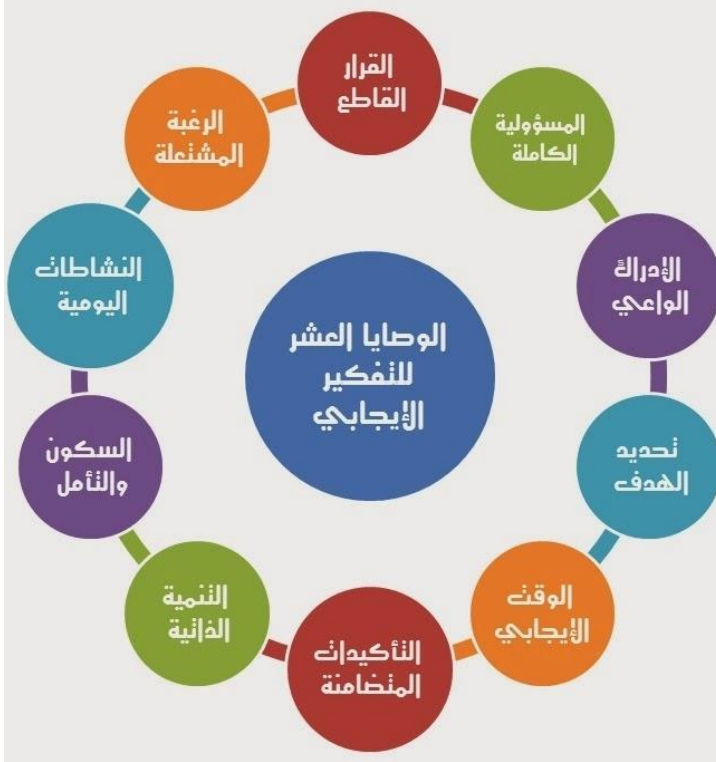 القرار
القاطع
المسؤولية
الكاملة
الإدراك
الواعي
تحديد
الهدف
الوقت
الإيجابي
التأكيدات
المتضامنة
التنمية
الذاتية
السكون
والتأمل
النشاطات
اليومية
الرغبة
المشتعلة
الوصايا العشر
للتفكير
الإيجابي